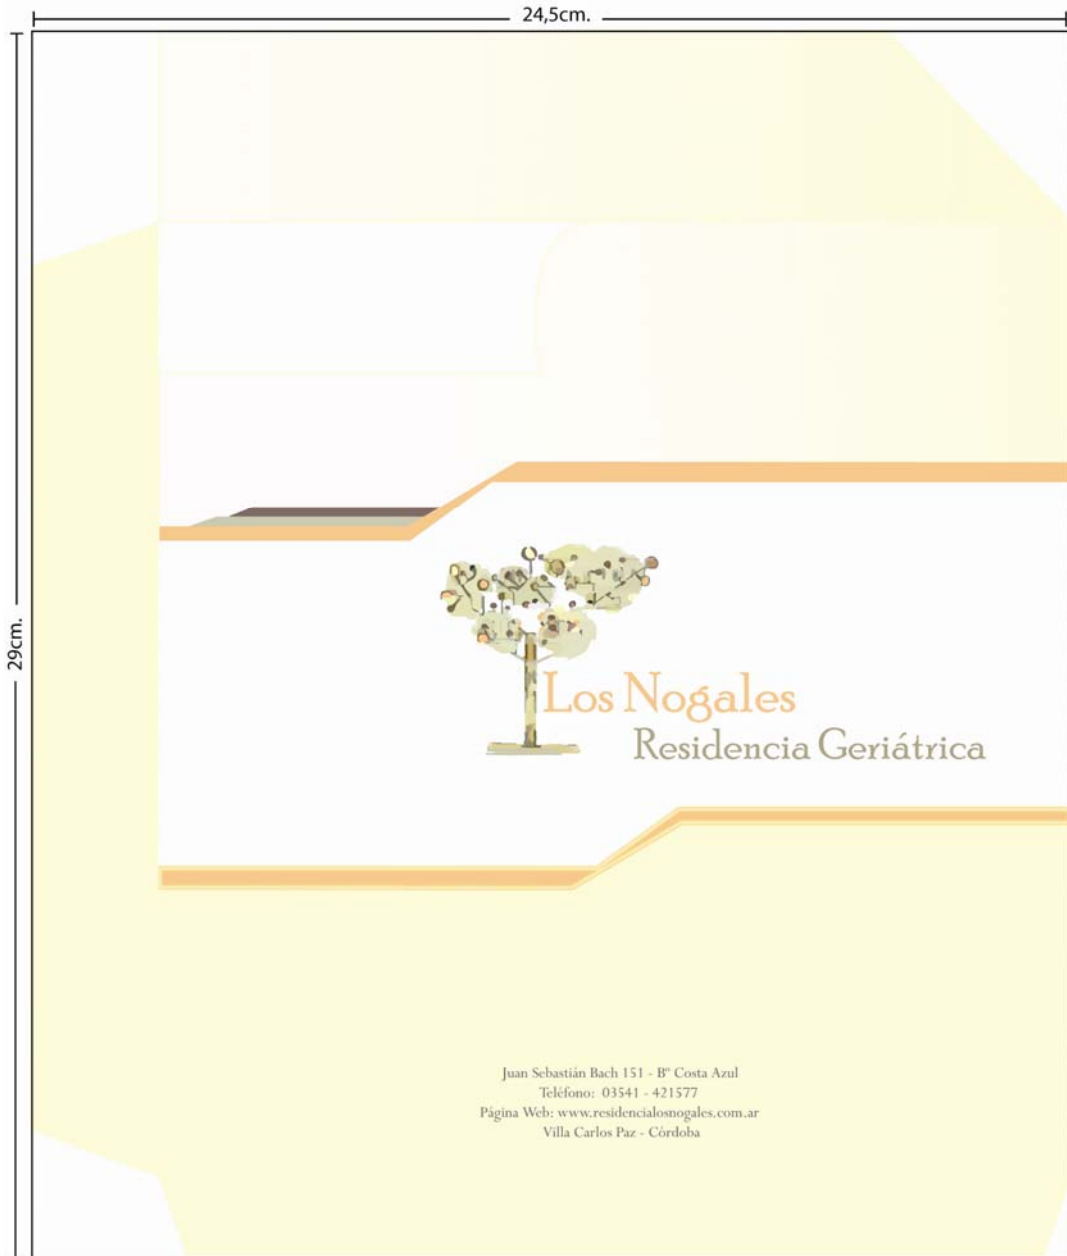 24,5cm.
29cm.
Los Nogales
Residencia Geriátrica
Juan Sebastián Bach 151 - Bº Costa Azul
Teléfono: 03541 - 421577
Página Web: www.residencialosnogales.com.ar
Villa Carlos Paz - Córdoba